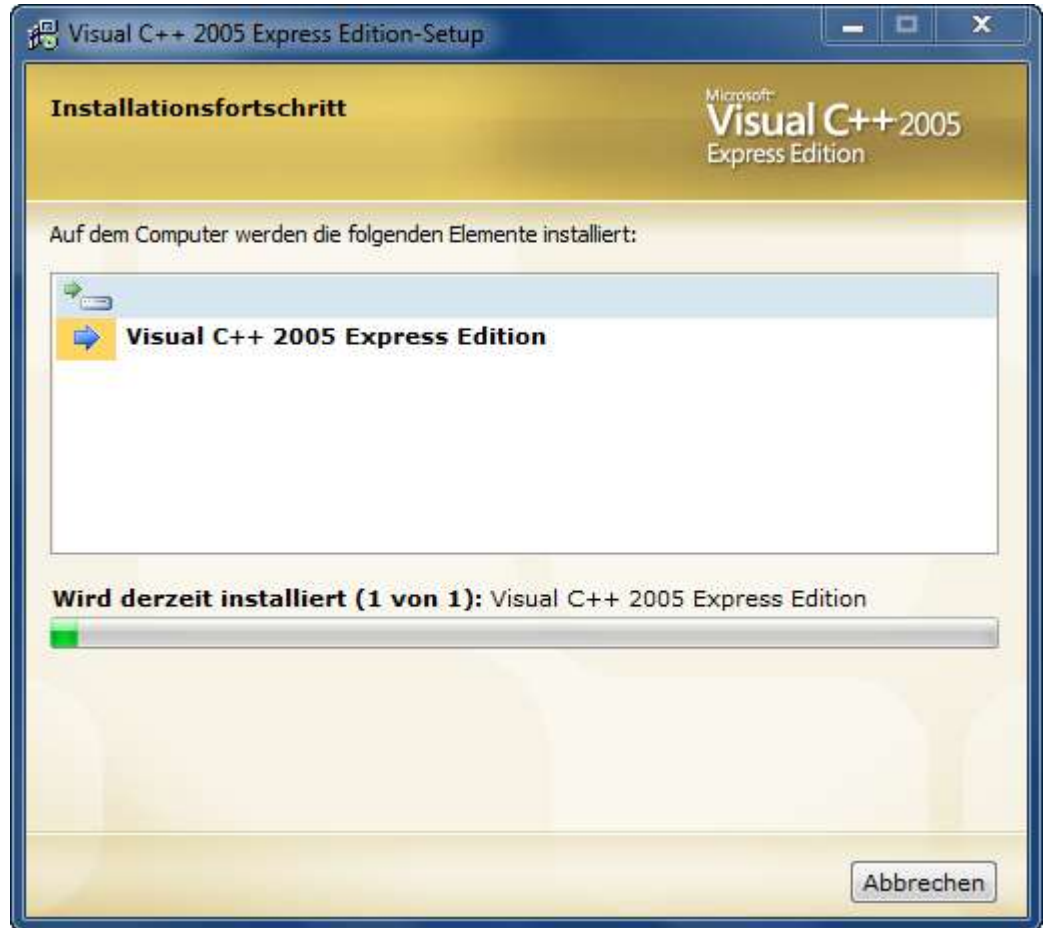 Visual C++ 2005 Express Edition-Setup
Installationsfortschritt
Microsoft
Visual C++ 2005
Express Edition
Auf dem Computer werden die folgenden Elemente installiert:
Visual C++ 2005 Express Edition
Wird derzeit installiert (1 von 1): Visual C++ 2005 Express Edition
Abbrechen